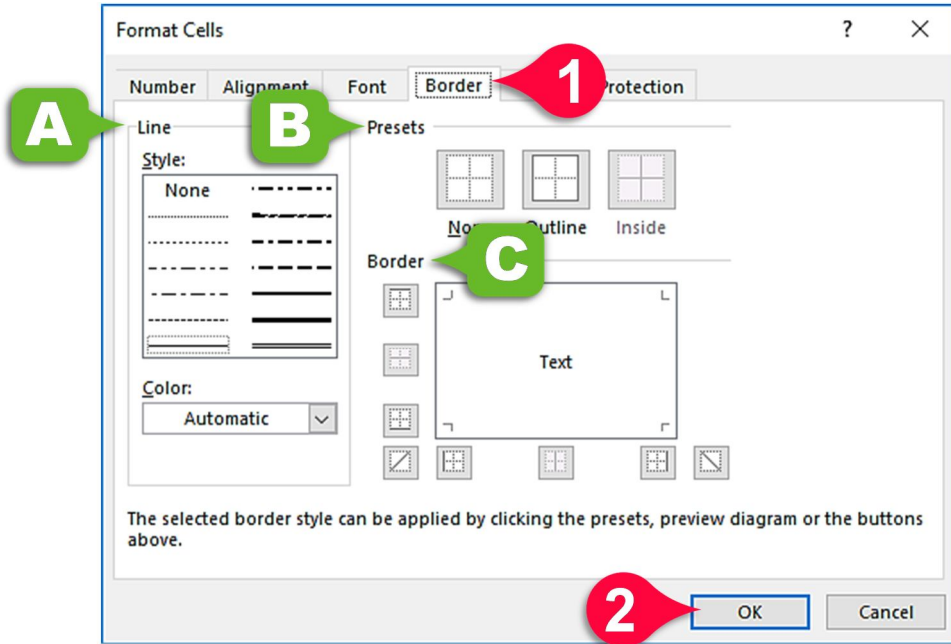 Format Cells ? ×
Number Alignment Font Border 1 Protection
A Line B Presets
Style:
None
None Outline Inside
Border C
Text
Color:
Automatic
The selected border style can be applied by clicking the presets, preview diagram or the buttons
above.
2 OK Cancel